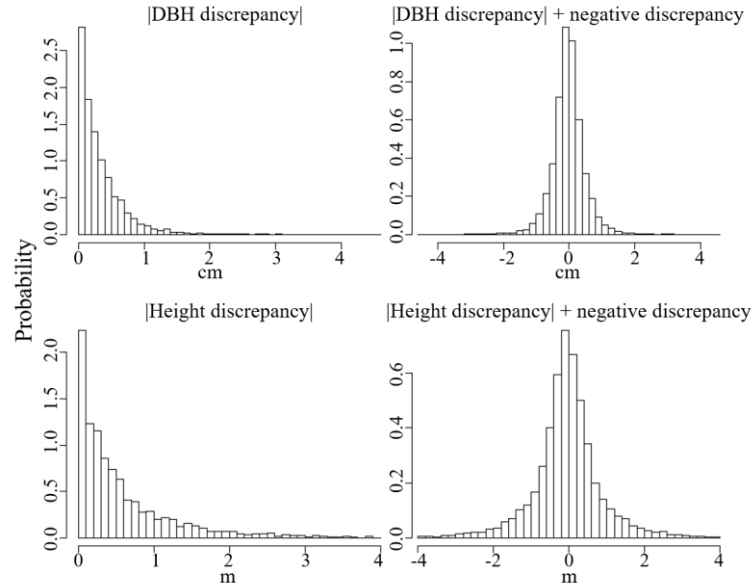 |DBH discrepancy|
|DBH discrepancy| + negative discrepancy
0.0 0.5 1.0 1.5 2.0 2.5
0 1 2 3 4
cm
0.0 0.2 0.4 0.6 0.8 1.0
-4 -2 0 2 4
cm
Probability
|Height discrepancy|
|Height discrepancy| + negative discrepancy
0.0 0.5 1.0 1.5 2.0
0 1 2 3 4
m
0.0 0.2 0.4 0.6
-4 -2 0 2 4
m